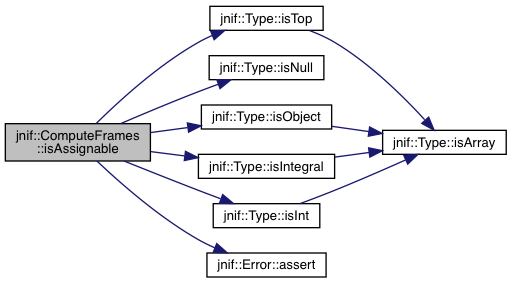 jnif::Type::isTop
jnif::Type::isNull
jnif::Type::isObject
jnif::ComputeFrames
::isAssignable
jnif::Type::isArray
jnif::Type::isIntegral
jnif::Type::isInt
jnif::Error::assert